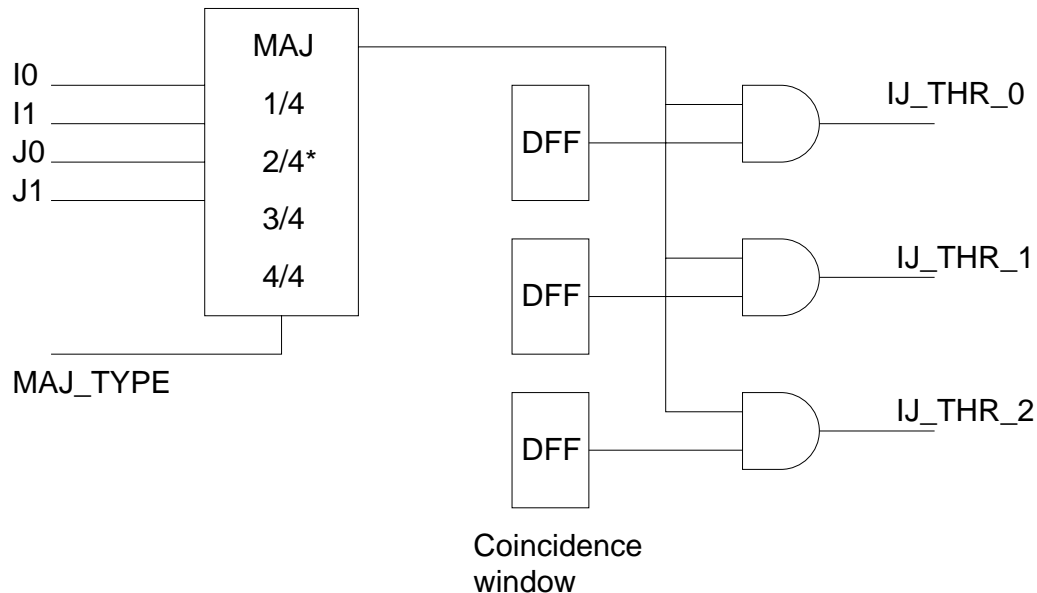 MAJ
I0
1/4
I1
J0
2/4*
J1
3/4
4/4
MAJ_TYPE
DFF
IJ_THR_0
DFF
IJ_THR_1
DFF
IJ_THR_2
Coincidence
window